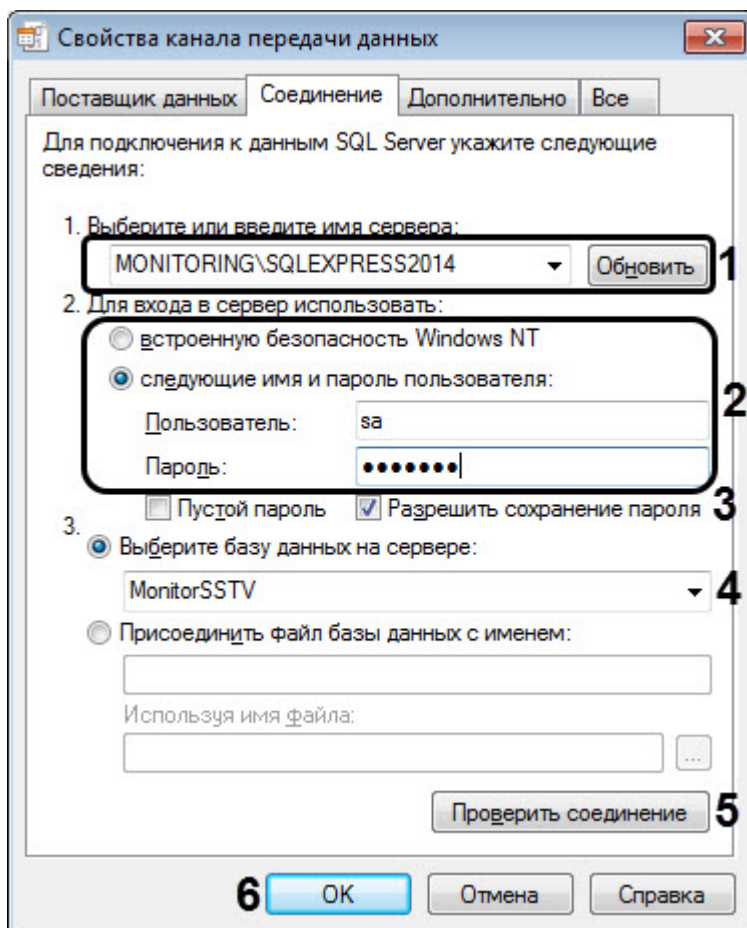 Свойства канала передачи данных
Поставщик данных Соединение Дополнительно Все
Для подключения к данным SQL Server укажите следующие
сведения:
1. Выберите или введите имя сервера:
MONITORING\SQLEXPRESS2014 Обновить 1
2. Для входа в сервер использовать:
встроенную безопасность Windows NT
следующие имя и пароль пользователя:
2
Пользователь: sa
Пароль: ●●●●●●●
Пустой пароль Разрешить сохранение пароля 3
3.
Выберите базу данных на сервере:
MonitorSSTV 4
Присоединить файл базы данных с именем:
Используя имя файла:
...
Проверить соединение 5
6 OK Отмена Справка